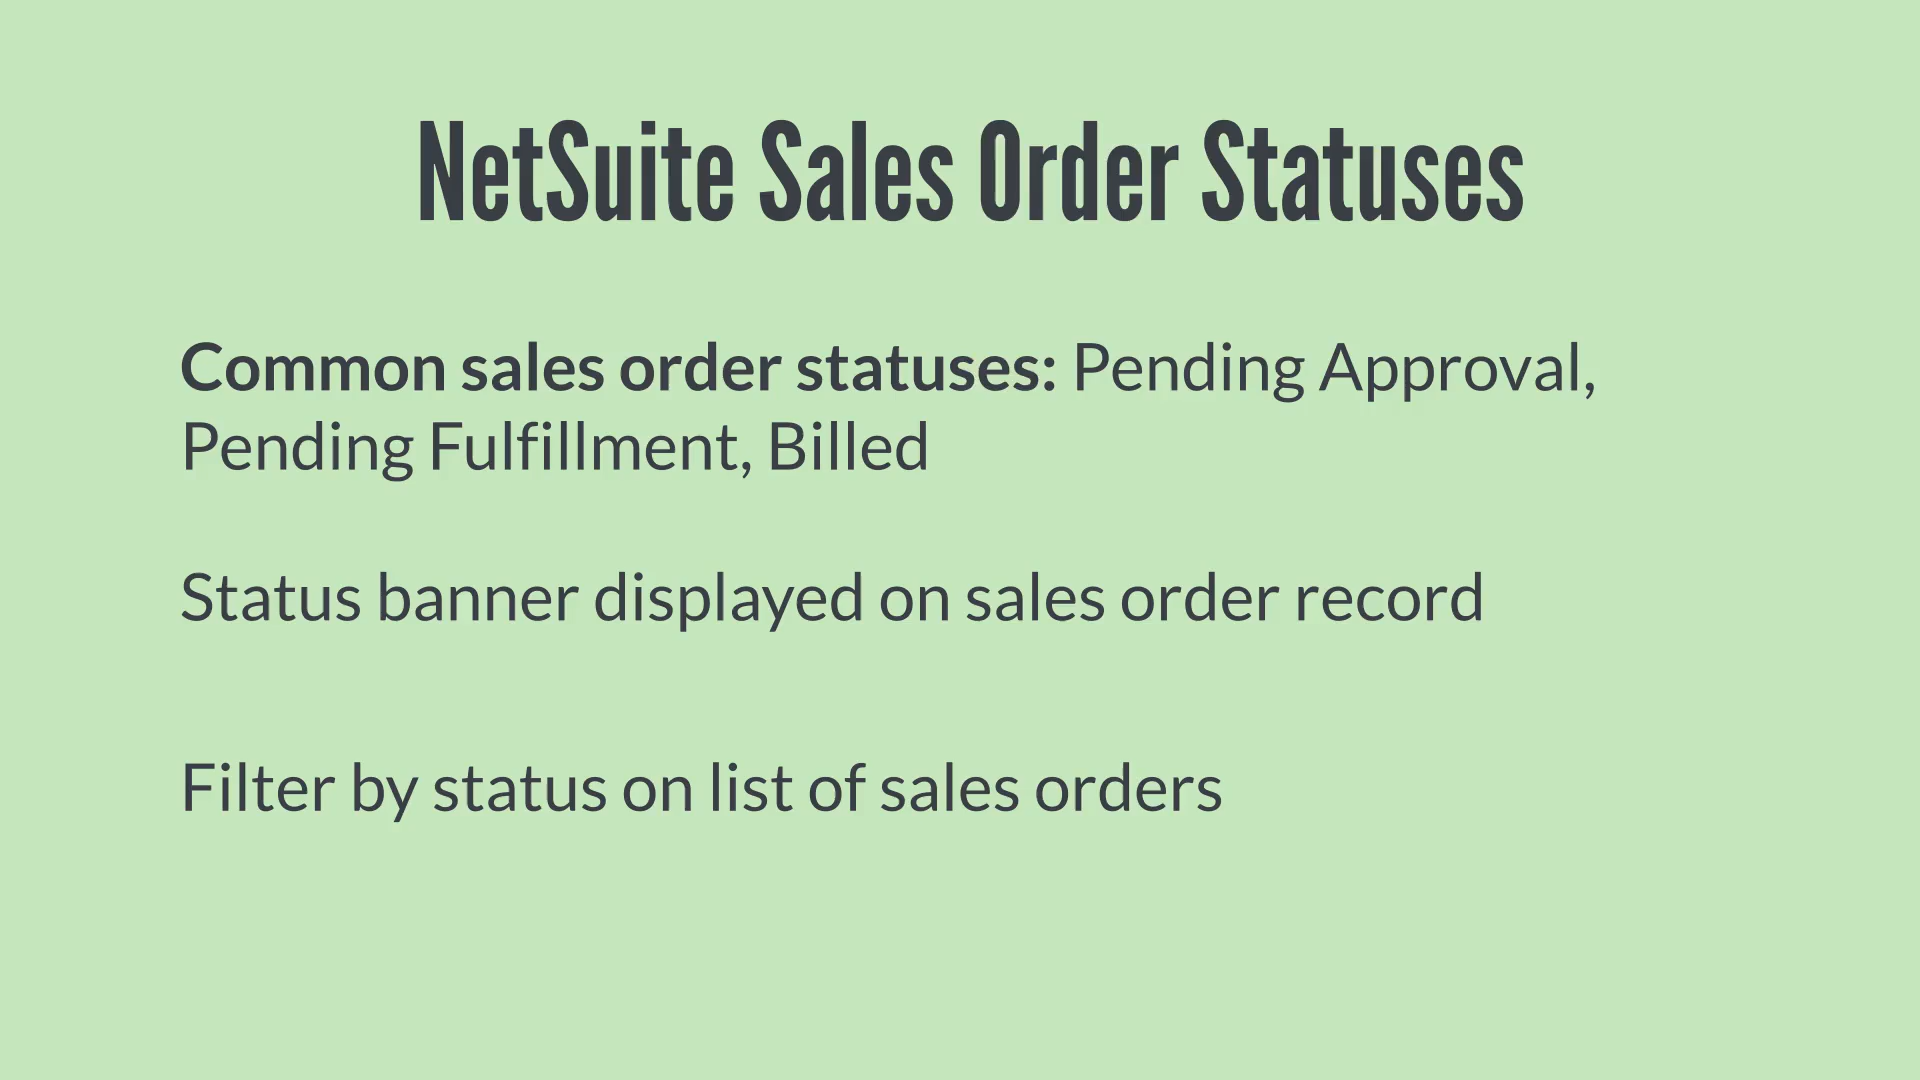 NetSuite Sales Order Statuses
Common sales order statuses: Pending Approval,
Pending Fulfillment, Billed
Status banner displayed on sales order record
Filter by status on list of sales orders